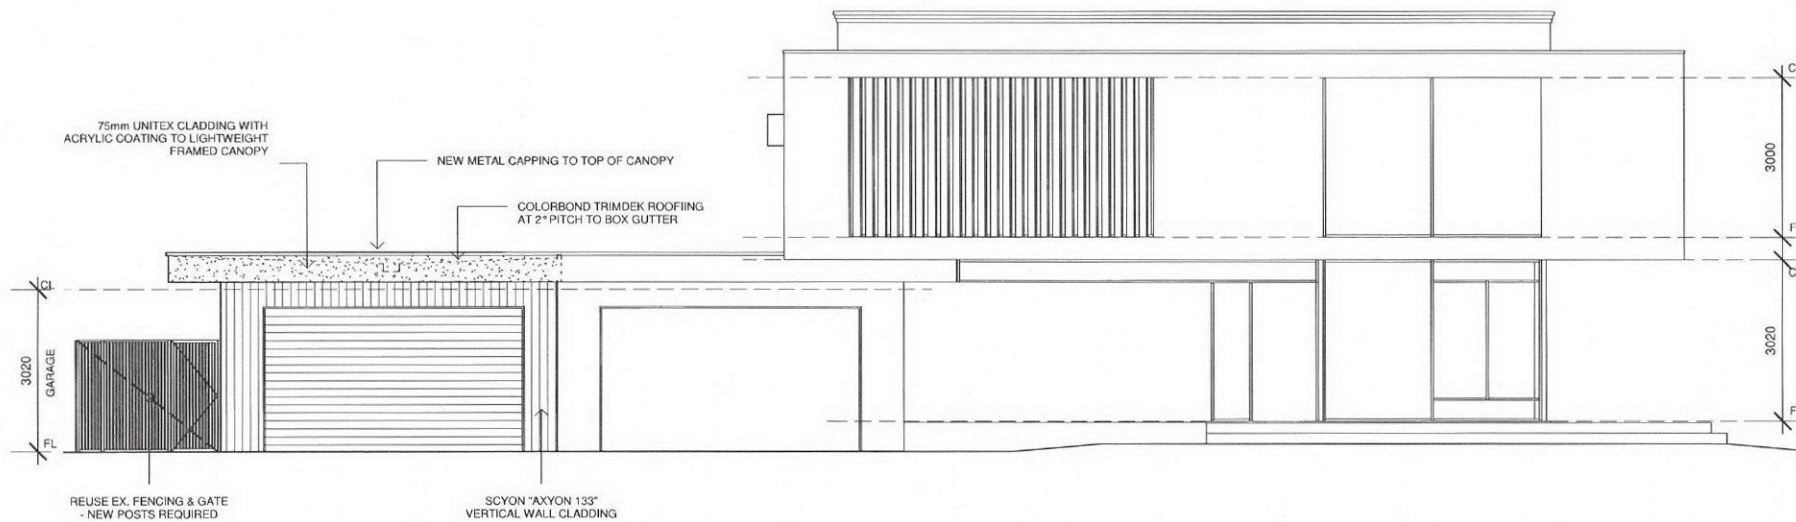 75mm UNITEX CLADDING WITH
ACRYLIC COATING TO LIGHTWEIGHT
FRAMED CANOPY
NEW METAL CAPPING TO TOP OF CANOPY
COLORBOND TRIMDEK ROOFIING
AT 2° PITCH TO BOX GUTTER
CL
3020
GARAGE
FL
REUSE EX. FENCING & GATE
- NEW POSTS REQUIRED
SCYON "AXYON 133"
VERTICAL WALL CLADDING
C
3000
F
C
3020
F